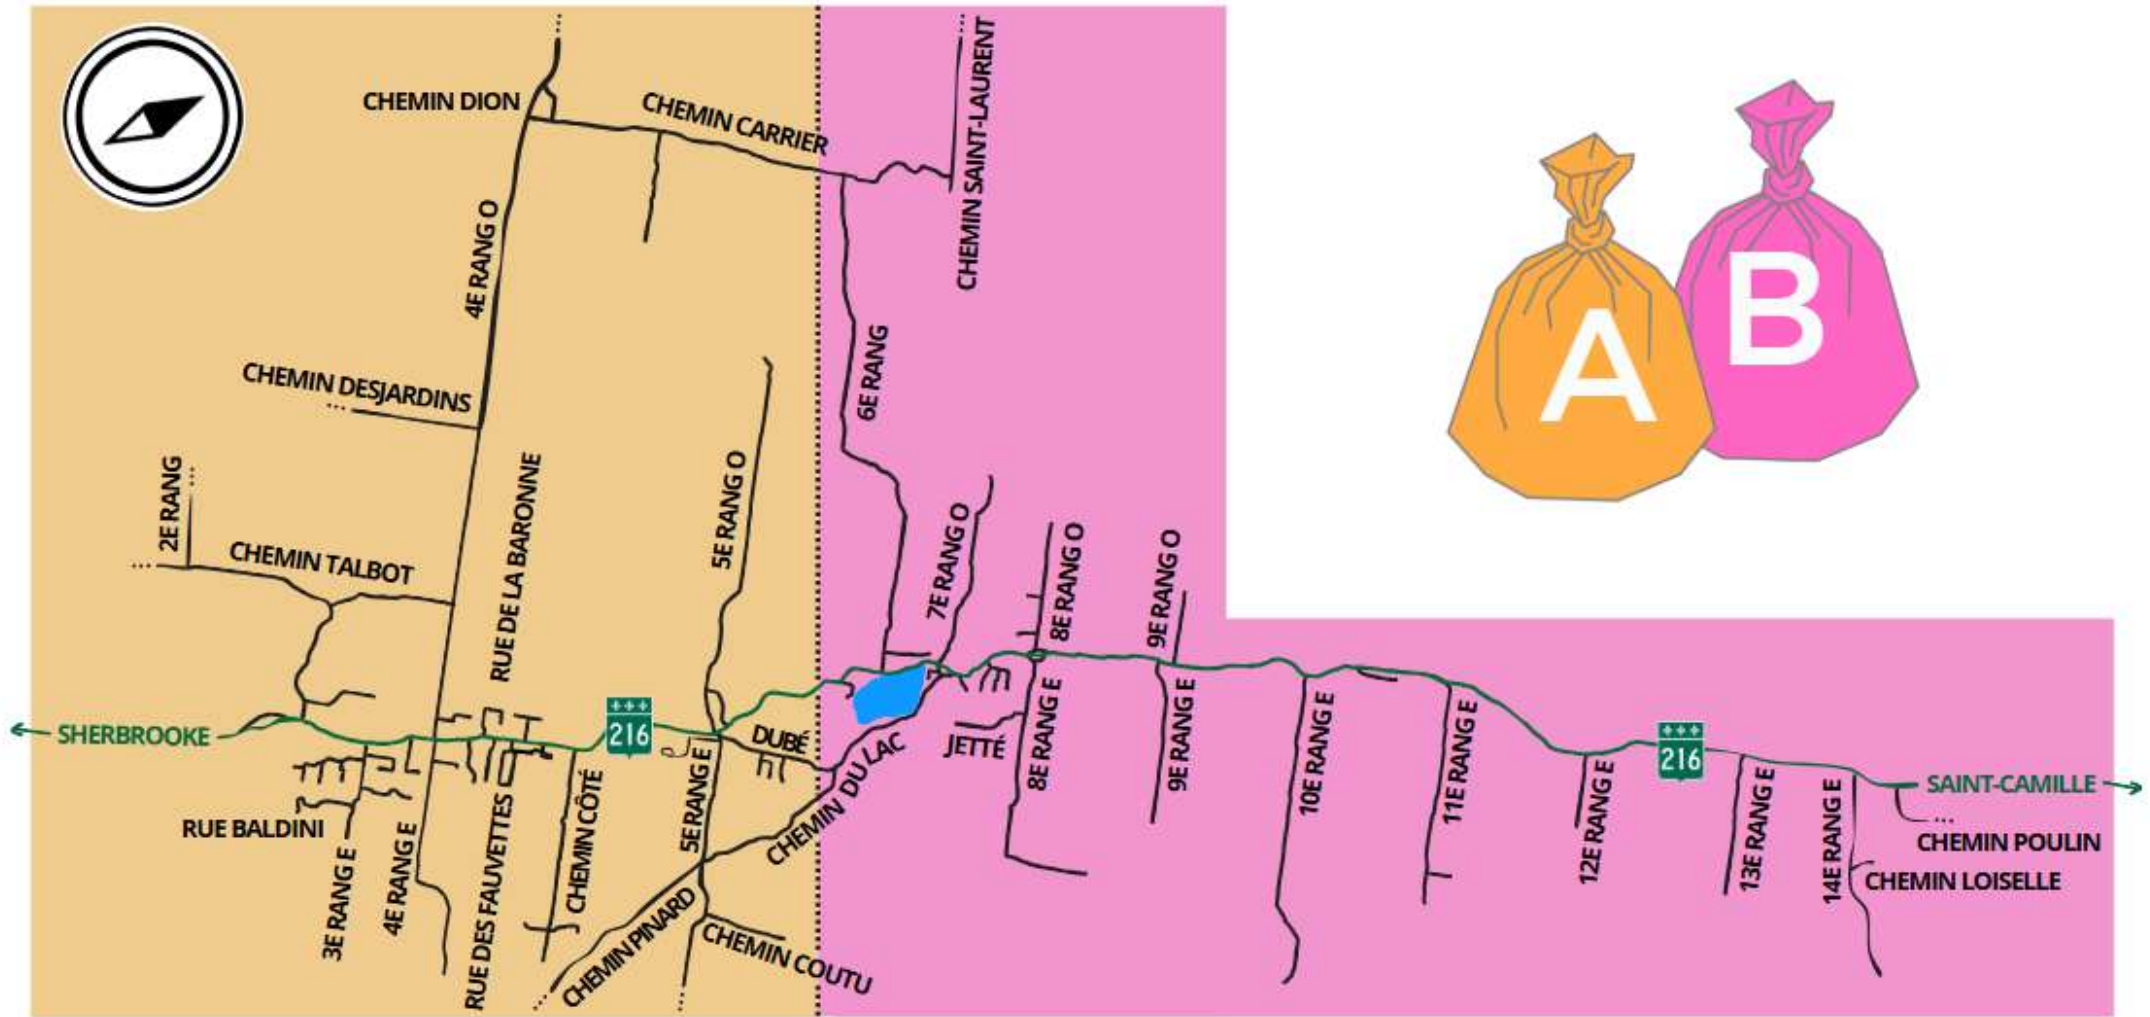 CHEMIN DION
CHEMIN CARRIER
CHEMIN SAINT-LAURENT
4E RANG O
6E RANG
CHEMIN DESJARDINS
2E RANG
CHEMIN TALBOT
RUE DE LA BARONNE
5E RANG O
7E RANG O
8E RANG O
9E RANG O
A
B
SHERBROOKE
216
DUBÉ
CHEMIN DU LAC
JETTÉ
8E RANG E
9E RANG E
10E RANG E
11E RANG E
12E RANG E
216
13E RANG E
14E RANG E
SAINT-CAMILLE
CHEMIN POULIN
CHEMIN LOISELLE
RUE BALDINI
3E RANG E
4E RANG E
RUE DES FAUVETTES
CHEMIN CÔTÉ
5E RANG E
CHEMIN PINARD
CHEMIN COUTU